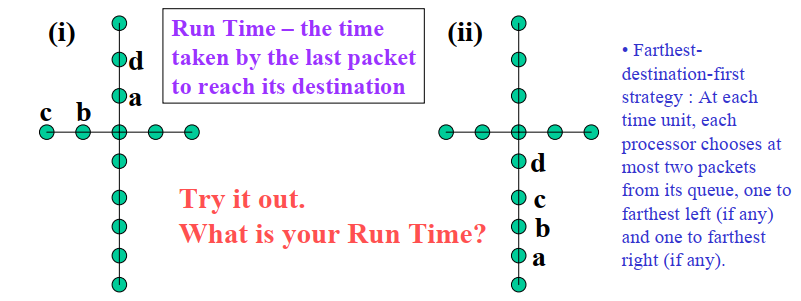 (i)
d
a
c b
Run Time – the time
taken by the last packet
to reach its destination
(ii)
d
c
b
a
Try it out.
What is your Run Time?
• Farthest-
destination-first
strategy : At each
time unit, each
processor chooses at
most two packets
from its queue, one to
farthest left (if any)
and one to farthest
right (if any).